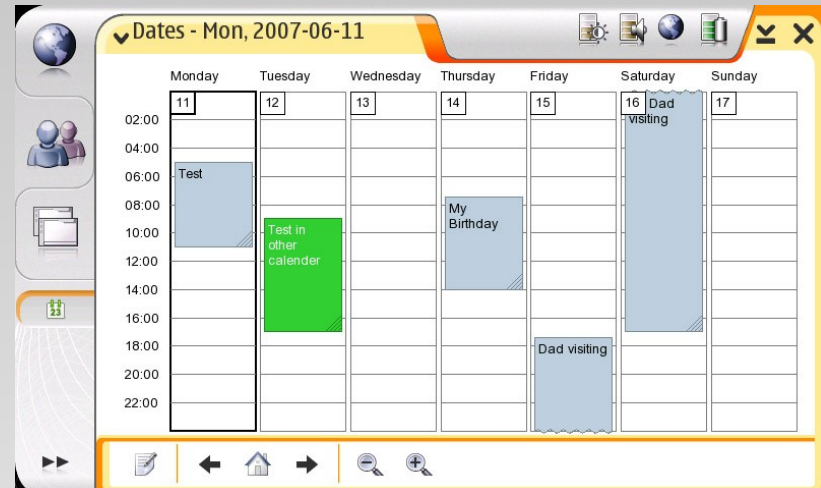 Dates - Mon, 2007-06-11
Monday Tuesday Wednesday Thursday Friday Saturday Sunday
11 12 13 14 15 16 17
Dad
visiting
02:00
04:00
06:00
Test
08:00
My
Birthday
10:00
Test in
other
calender
12:00
14:00
16:00
18:00
Dad visiting
20:00
22:00
23